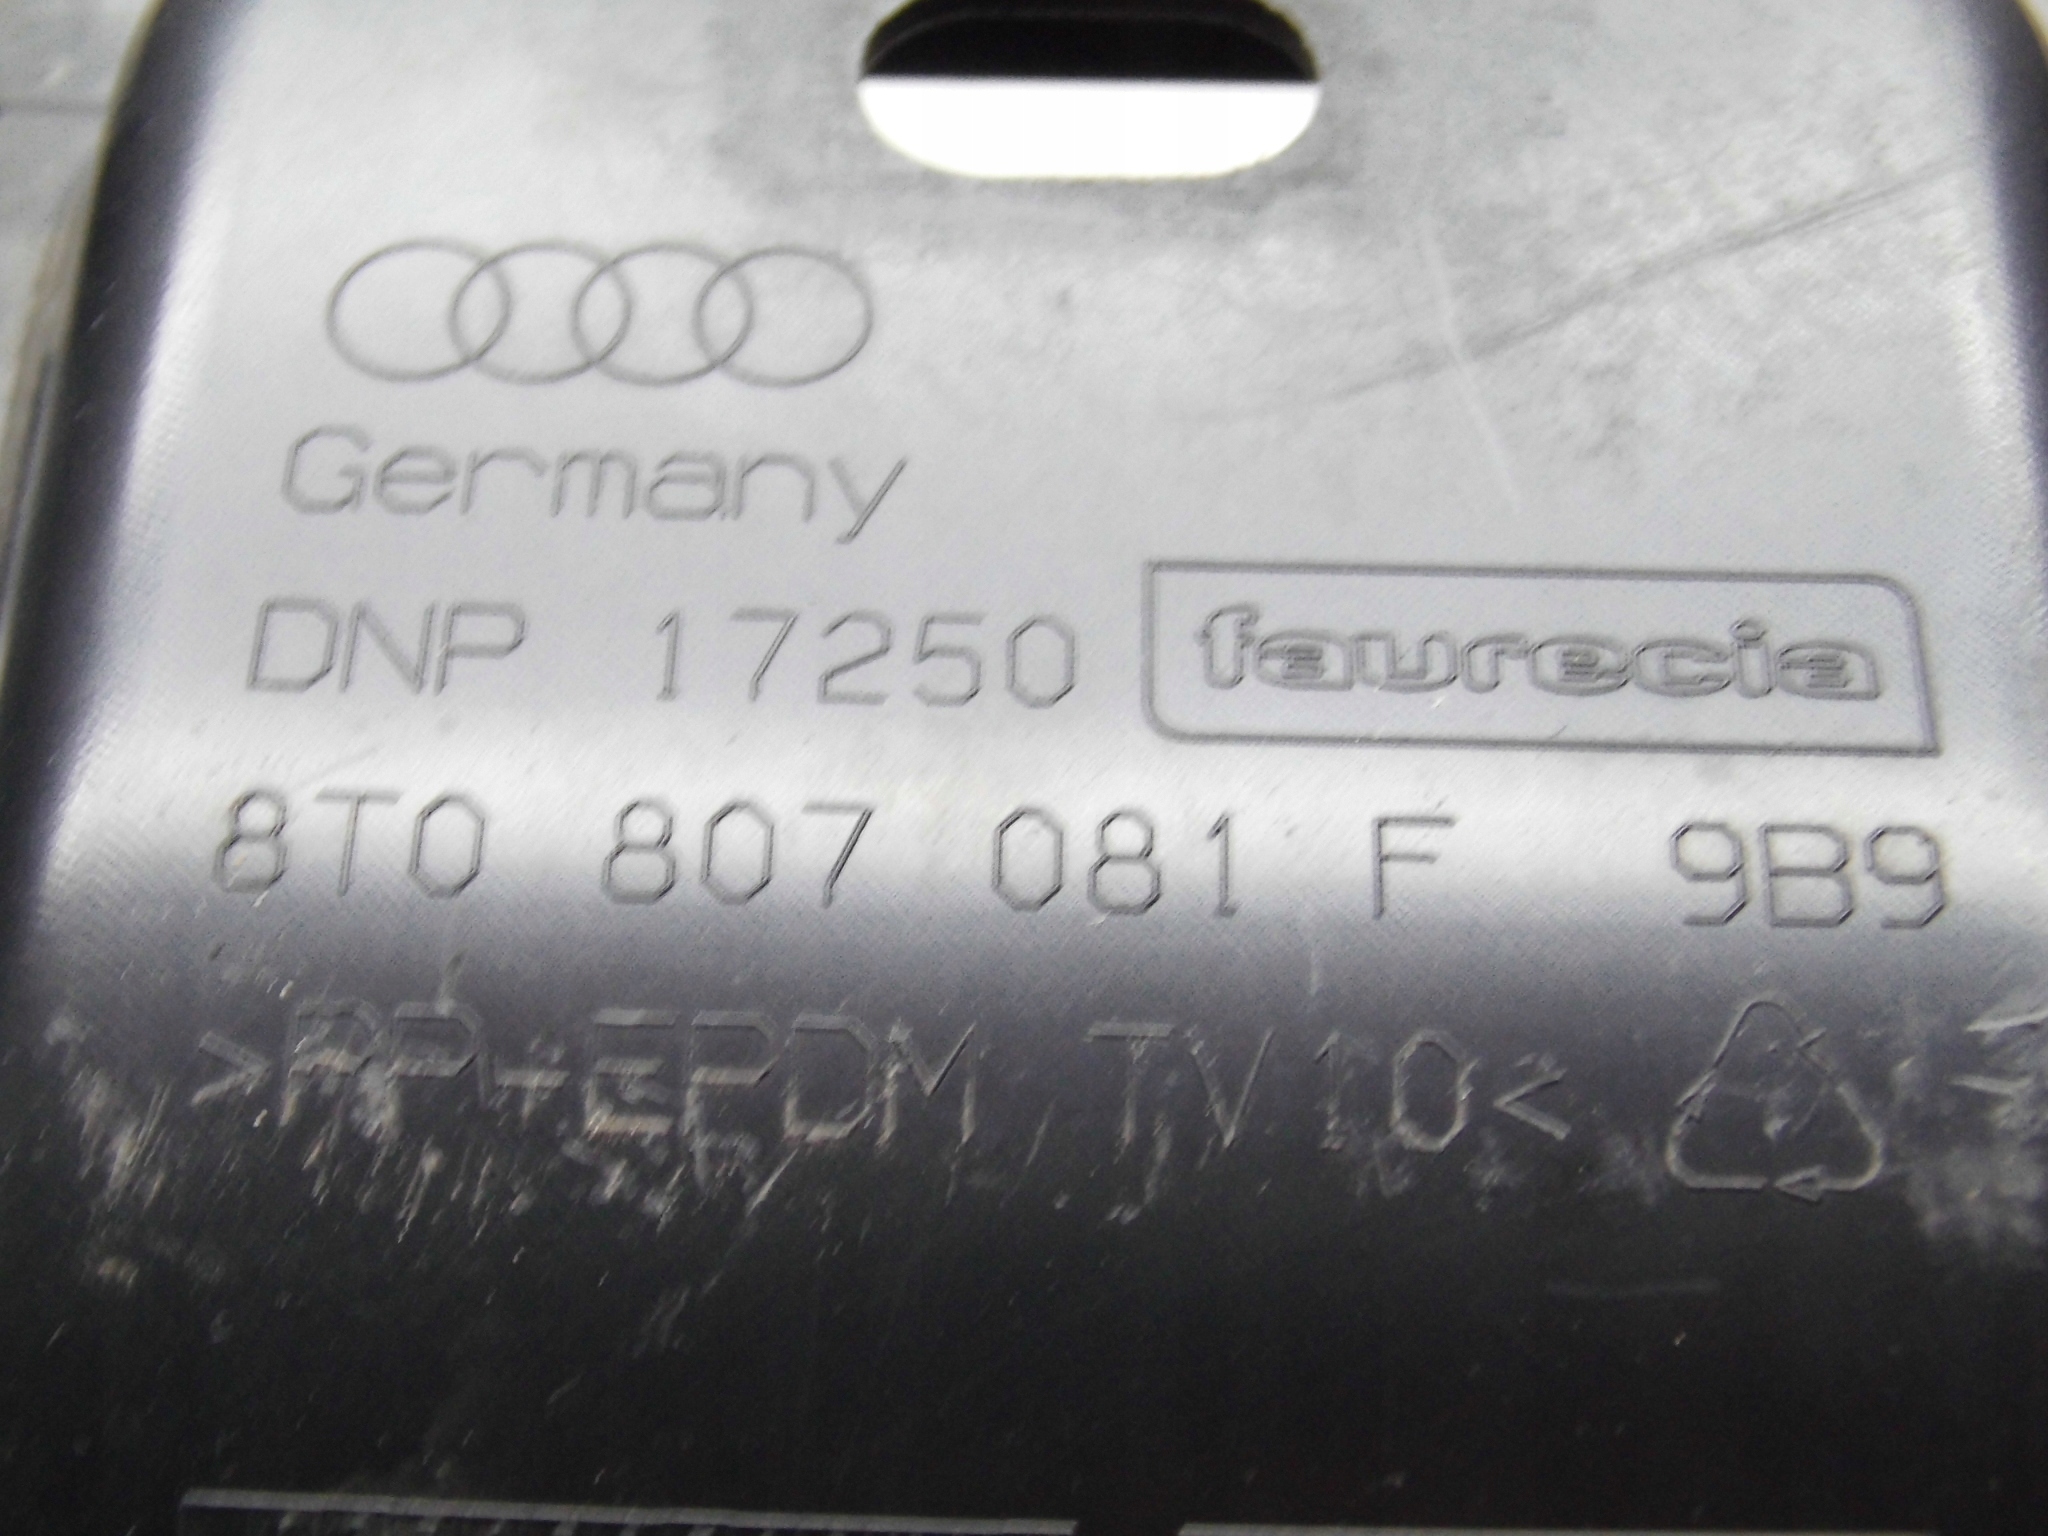 Germany
DNP 17250 faurecia
8T0 807 081 F 9B9
>PP+EPDM TV10<